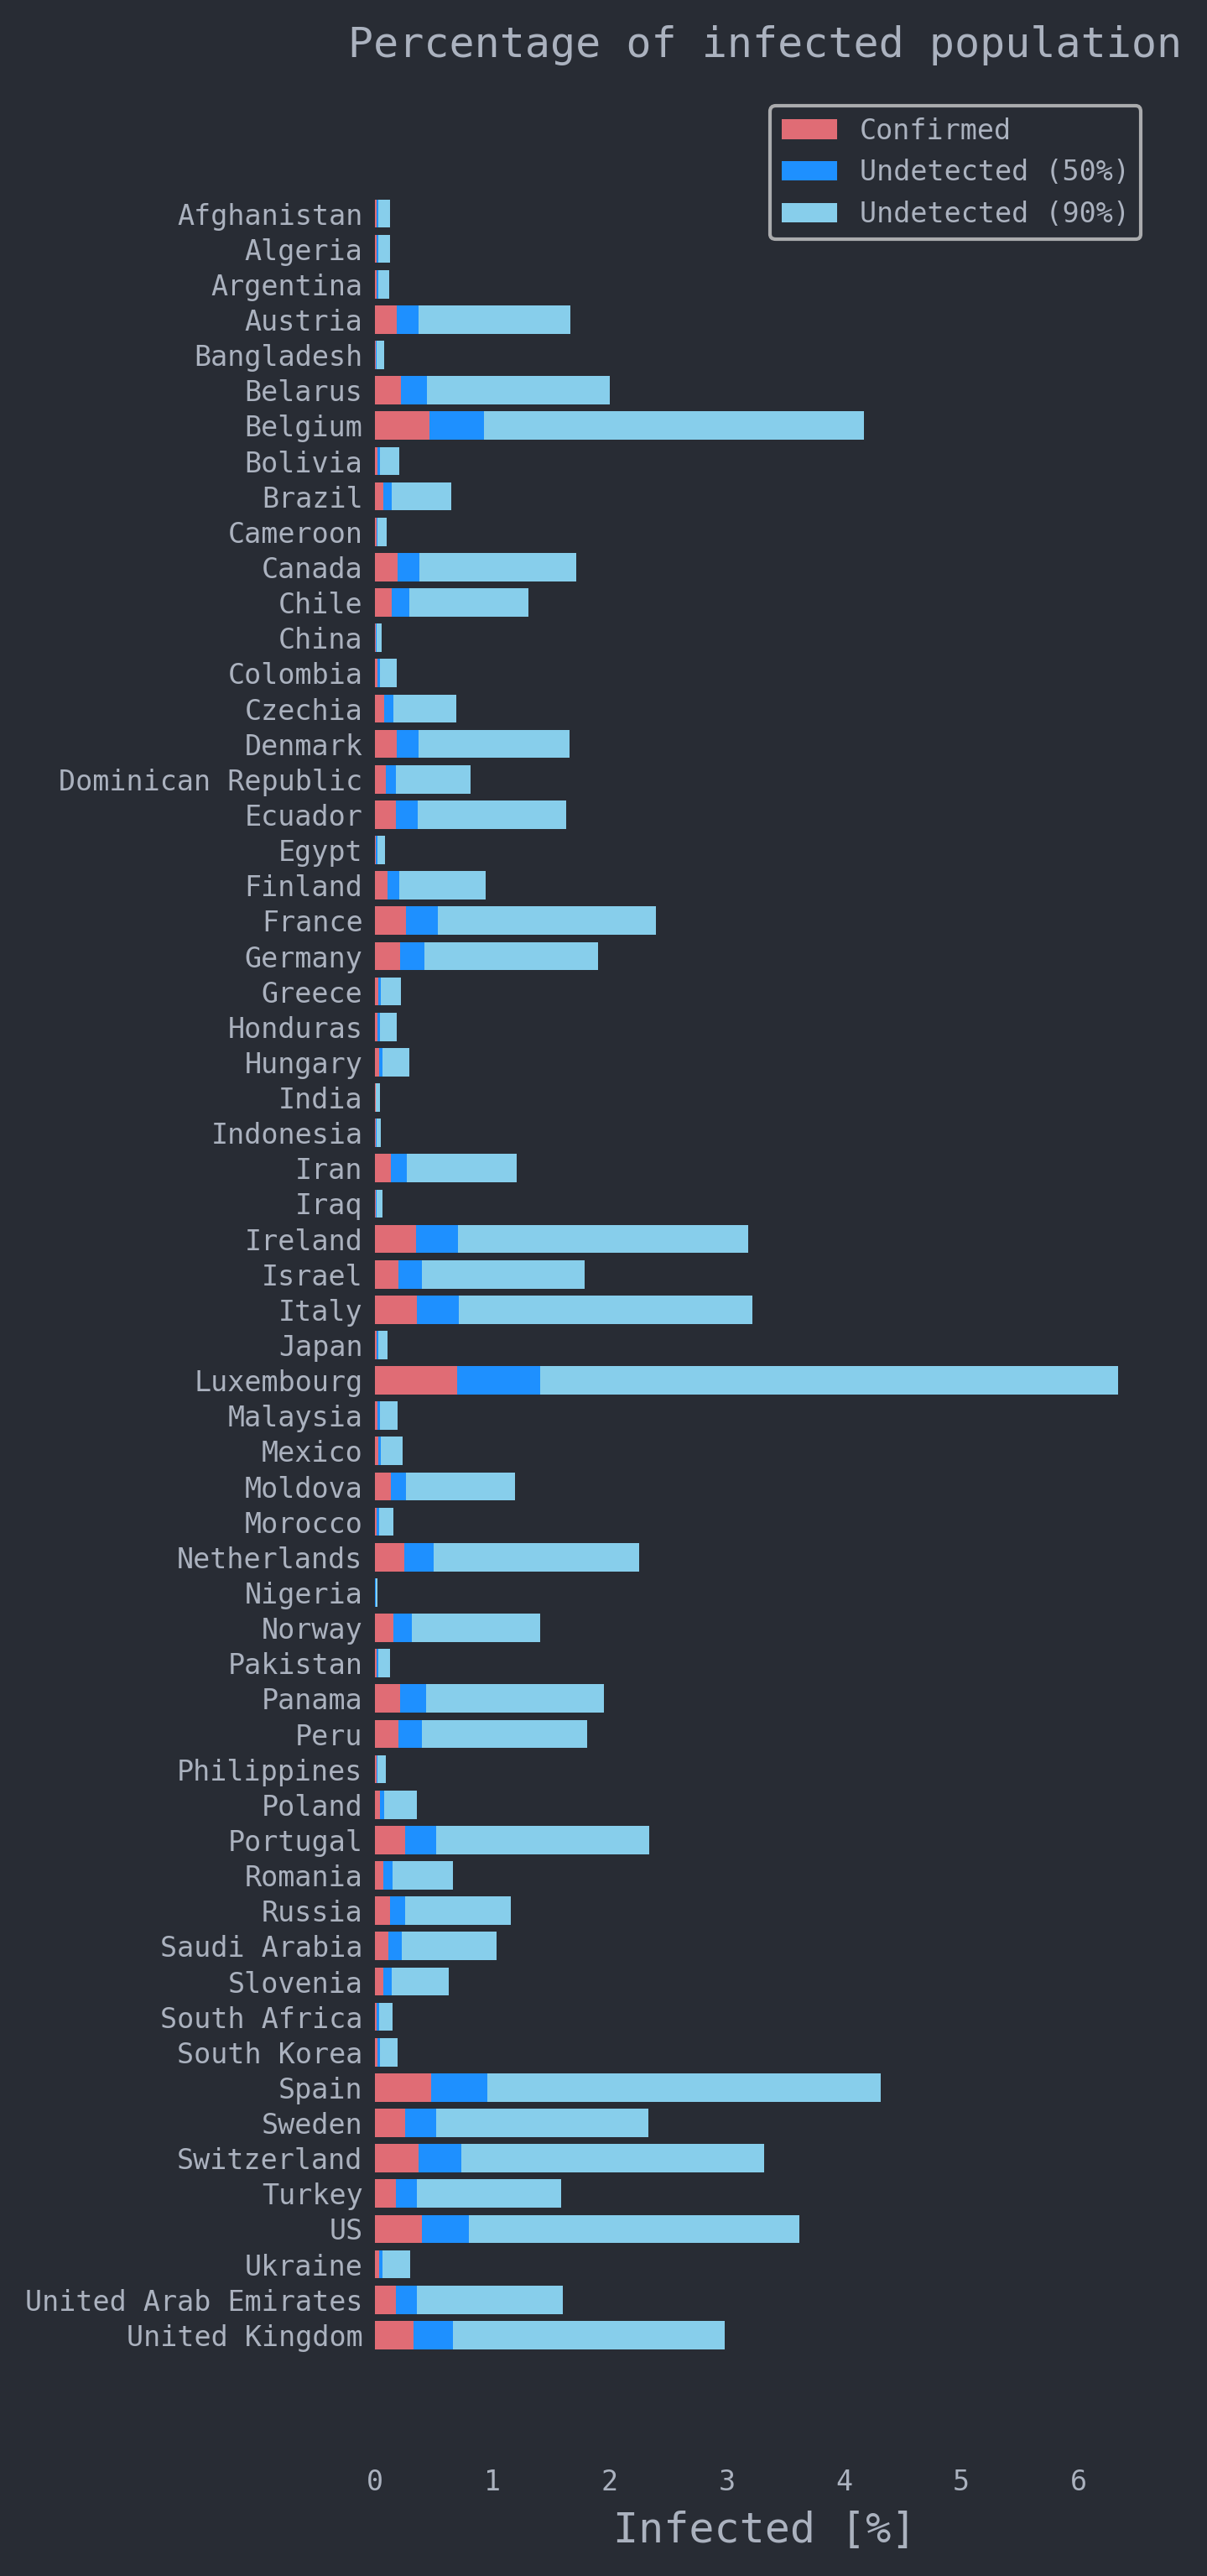 Percentage of infected population
Confirmed
Undetected (50%)
Undetected (90%)
Afghanistan
Algeria
Argentina
Austria
Bangladesh
Belarus
Belgium
Bolivia
Brazil
Cameroon
Canada
Chile
China
Colombia
Czechia
Denmark
Dominican Republic
Ecuador
Egypt
Finland
France
Germany
Greece
Honduras
Hungary
India
Indonesia
Iran
Iraq
Ireland
Israel
Italy
Japan
Luxembourg
Malaysia
Mexico
Moldova
Morocco
Netherlands
Nigeria
Norway
Pakistan
Panama
Peru
Philippines
Poland
Portugal
Romania
Russia
Saudi Arabia
Slovenia
South Africa
South Korea
Spain
Sweden
Switzerland
Turkey
US
Ukraine
United Arab Emirates
United Kingdom
0 1 2 3 4 5 6
Infected [%]